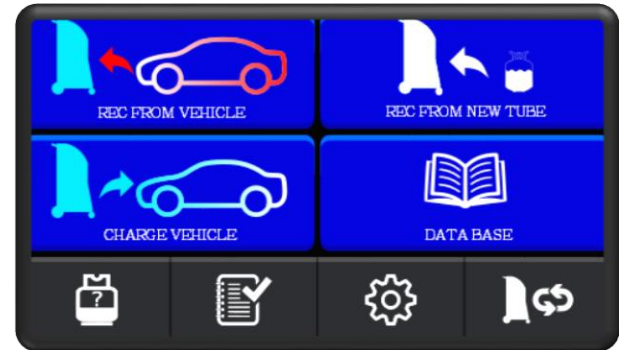 REC FROM VEHICLE
REC FROM NEW TUBE
CHARGE VEHICLE
DATA BASE
?